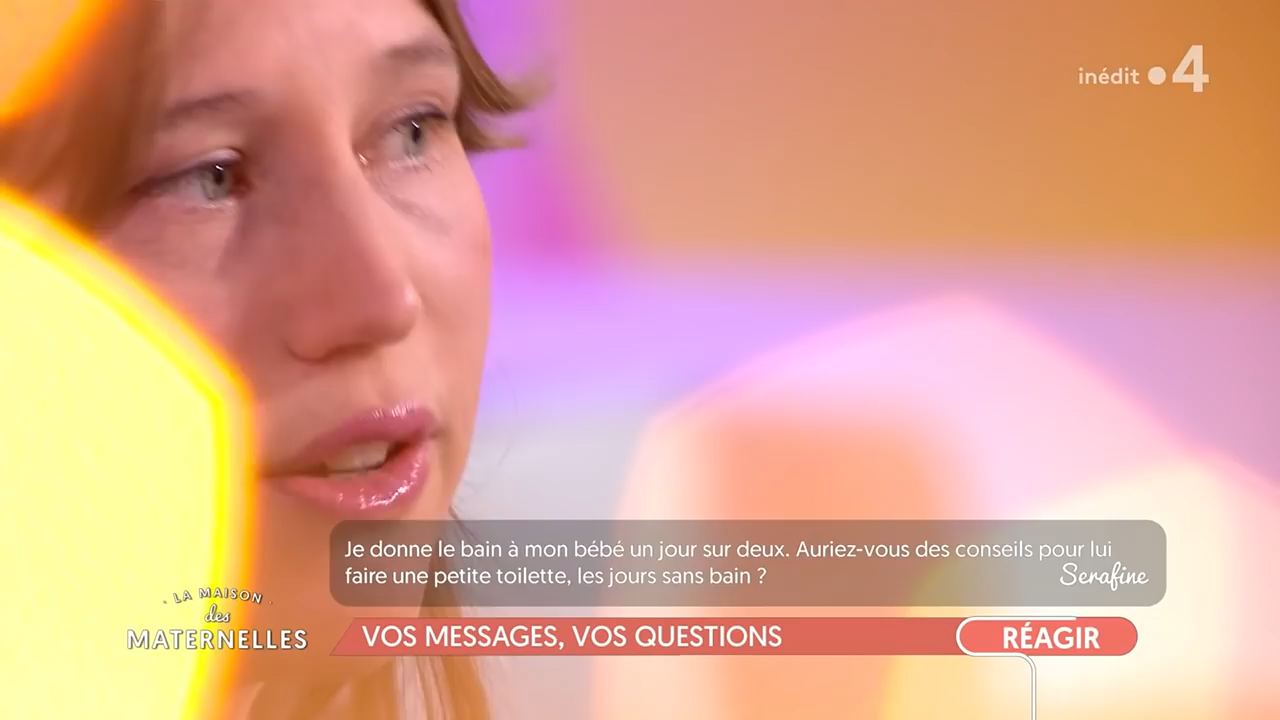 inédit 4
Je donne le bain à mon bébé un jour sur deux. Auriez-vous des conseils pour lui
faire une petite toilette, les jours sans bain ?
Serafine
LA MAISON
des
MATERNELLES
VOS MESSAGES, VOS QUESTIONS
RÉAGIR